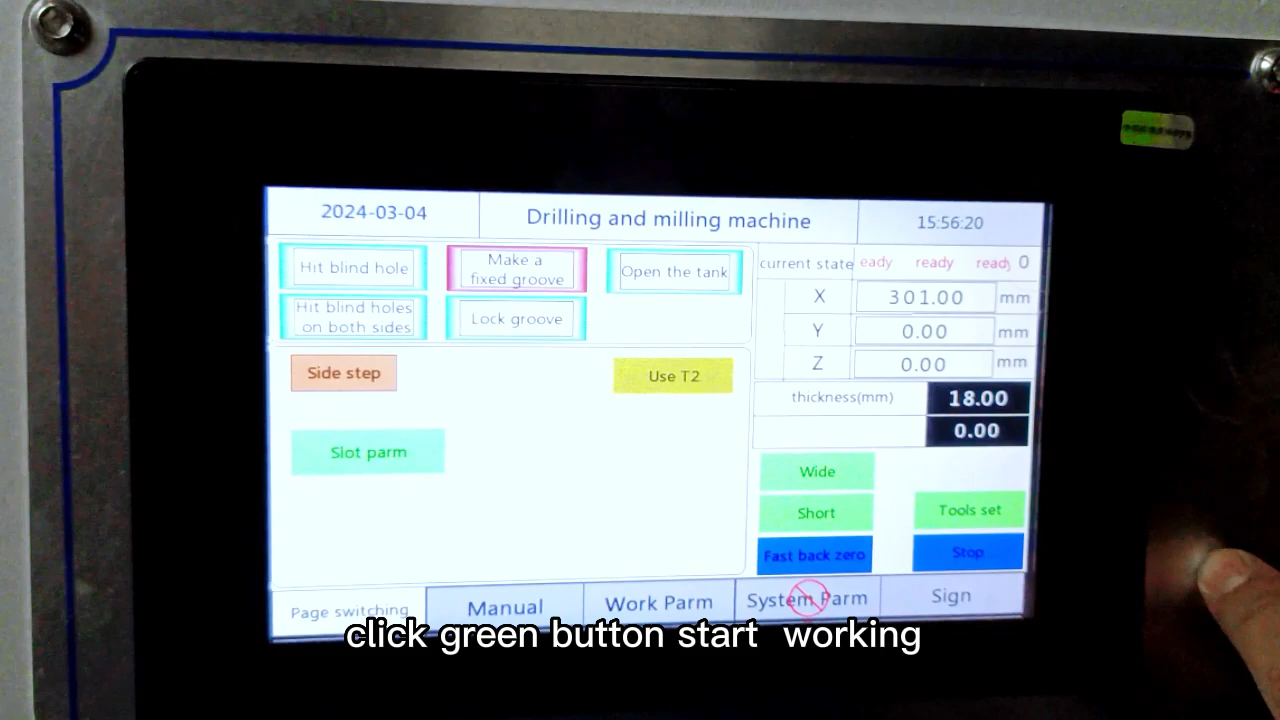 2024-03-04
Drilling and milling machine
15:56:20
Hit blind hole
Make a
fixed groove
Open the tank
Hit blind holes
on both sides
Lock groove
current state
eady ready ready 0
X 301.00 mm
Y 0.00 mm
Z 0.00 mm
thickness(mm) 18.00
0.00
Side step
Use T2
Slot parm
Wide
Short
Tools set
Fast back zero
Stop
Page switching
Manual
Work Parm
System Parm
Sign
click green button start working